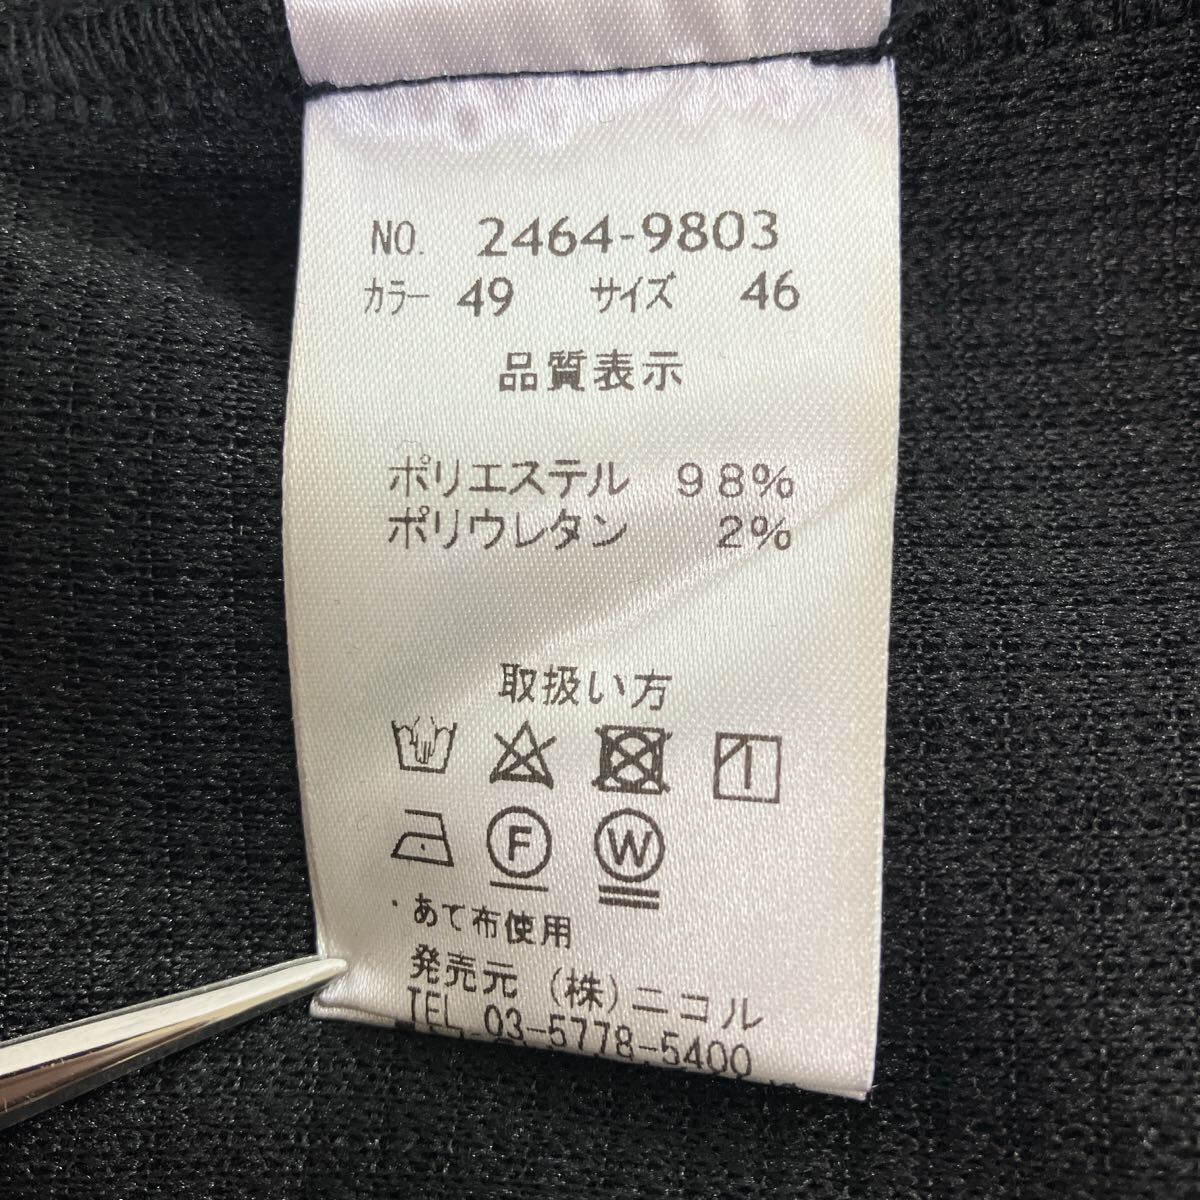 NO. 2464-9803
カラー 49 サイズ 46
品質表示
ポリエステル 98%
ポリウレタン 2%
取扱い方
F W
・あて布使用
発売元 (株)ニコル
TEL 03-5778-5400